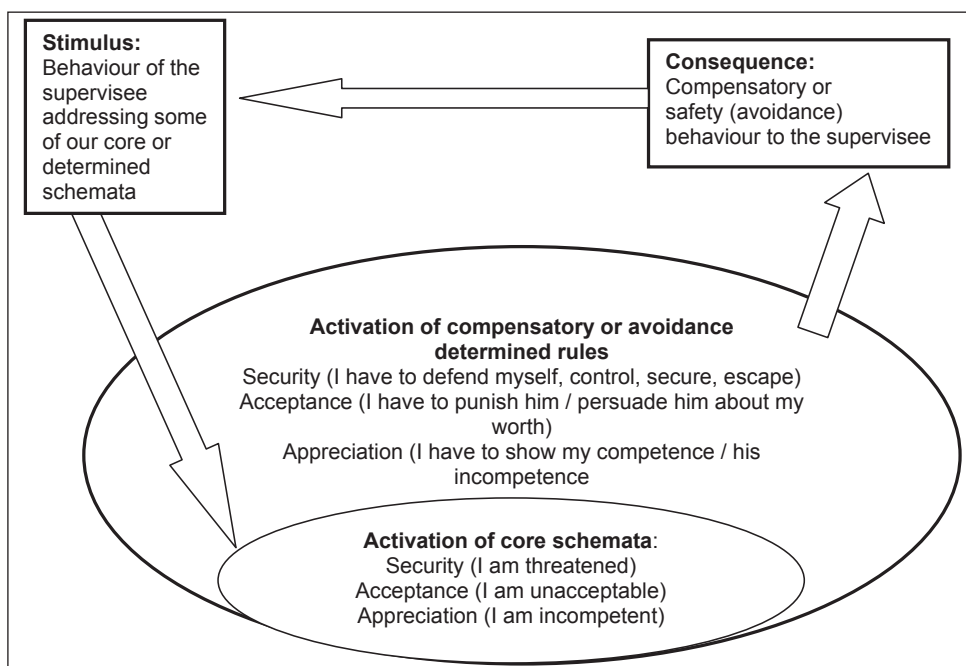 Stimulus:
Behaviour of the
supervisee
addressing some
of our core or
determined
schemata
Consequence:
Compensatory or
safety (avoidance)
behaviour to the supervisee
Activation of compensatory or avoidance
determined rules
Security (I have to defend myself, control, secure, escape)
Acceptance (I have to punish him / persuade him about my
worth)
Appreciation (I have to show my competence / his
incompetence
Activation of core schemata:
Security (I am threatened)
Acceptance (I am unacceptable)
Appreciation (I am incompetent)